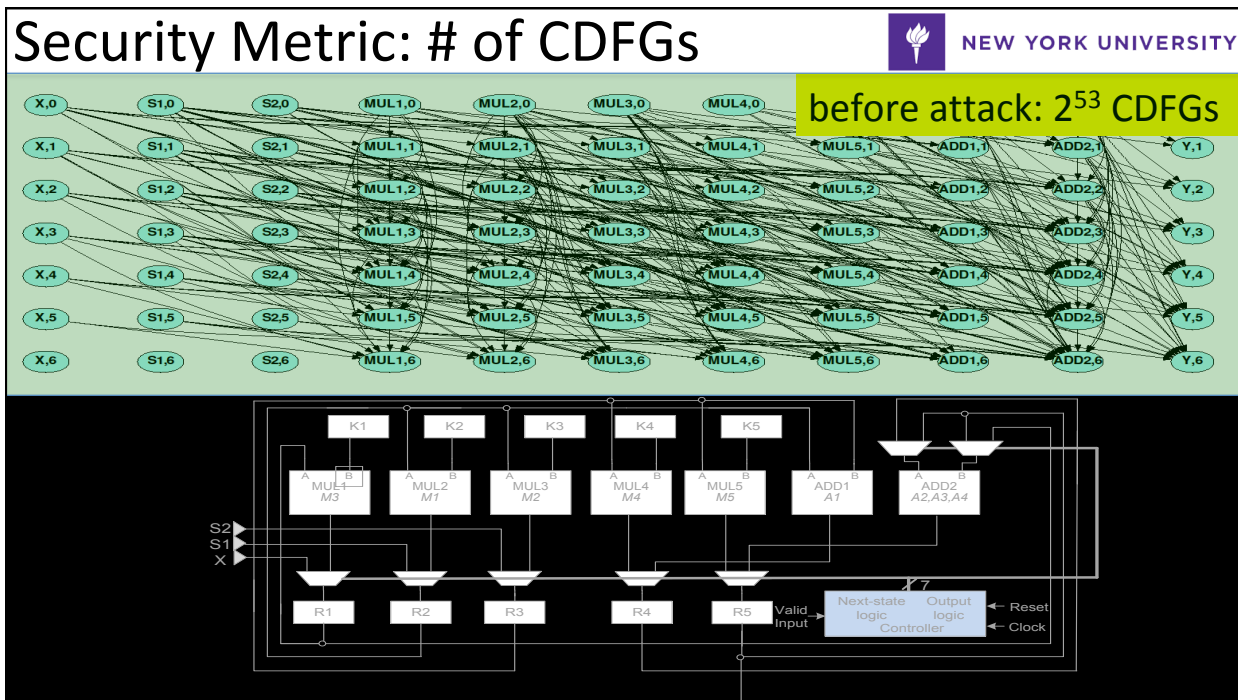 Security Metric: # of CDFGs
NEW YORK UNIVERSITY
before attack: 2^53 CDFGs
X,0 S1,0 S2,0 MUL1,0 MUL2,0 MUL3,0 MUL4,0
X,1 S1,1 S2,1 MUL1,1 MUL2,1 MUL3,1 MUL4,1 MUL5,1 ADD1,1 ADD2,1 Y,1
X,2 S1,2 S2,2 MUL1,2 MUL2,2 MUL3,2 MUL4,2 MUL5,2 ADD1,2 ADD2,2 Y,2
X,3 S1,3 S2,3 MUL1,3 MUL2,3 MUL3,3 MUL4,3 MUL5,3 ADD1,3 ADD2,3 Y,3
X,4 S1,4 S2,4 MUL1,4 MUL2,4 MUL3,4 MUL4,4 MUL5,4 ADD1,4 ADD2,4 Y,4
X,5 S1,5 S2,5 MUL1,5 MUL2,5 MUL3,5 MUL4,5 MUL5,5 ADD1,5 ADD2,5 Y,5
X,6 S1,6 S2,6 MUL1,6 MUL2,6 MUL3,6 MUL4,6 MUL5,6 ADD1,6 ADD2,6 Y,6
K1 K2 K3 K4 K5
A B A B A B A B A B A B A B
MUL1 MUL2 MUL3 MUL4 MUL5 ADD1 ADD2
M3 M1 M2 M4 M5 A1 A2,A3,A4
S2
S1
X
7
R1 R2 R3 R4 R5
Valid Input
Next-state logic
Output logic
Controller
Reset
Clock